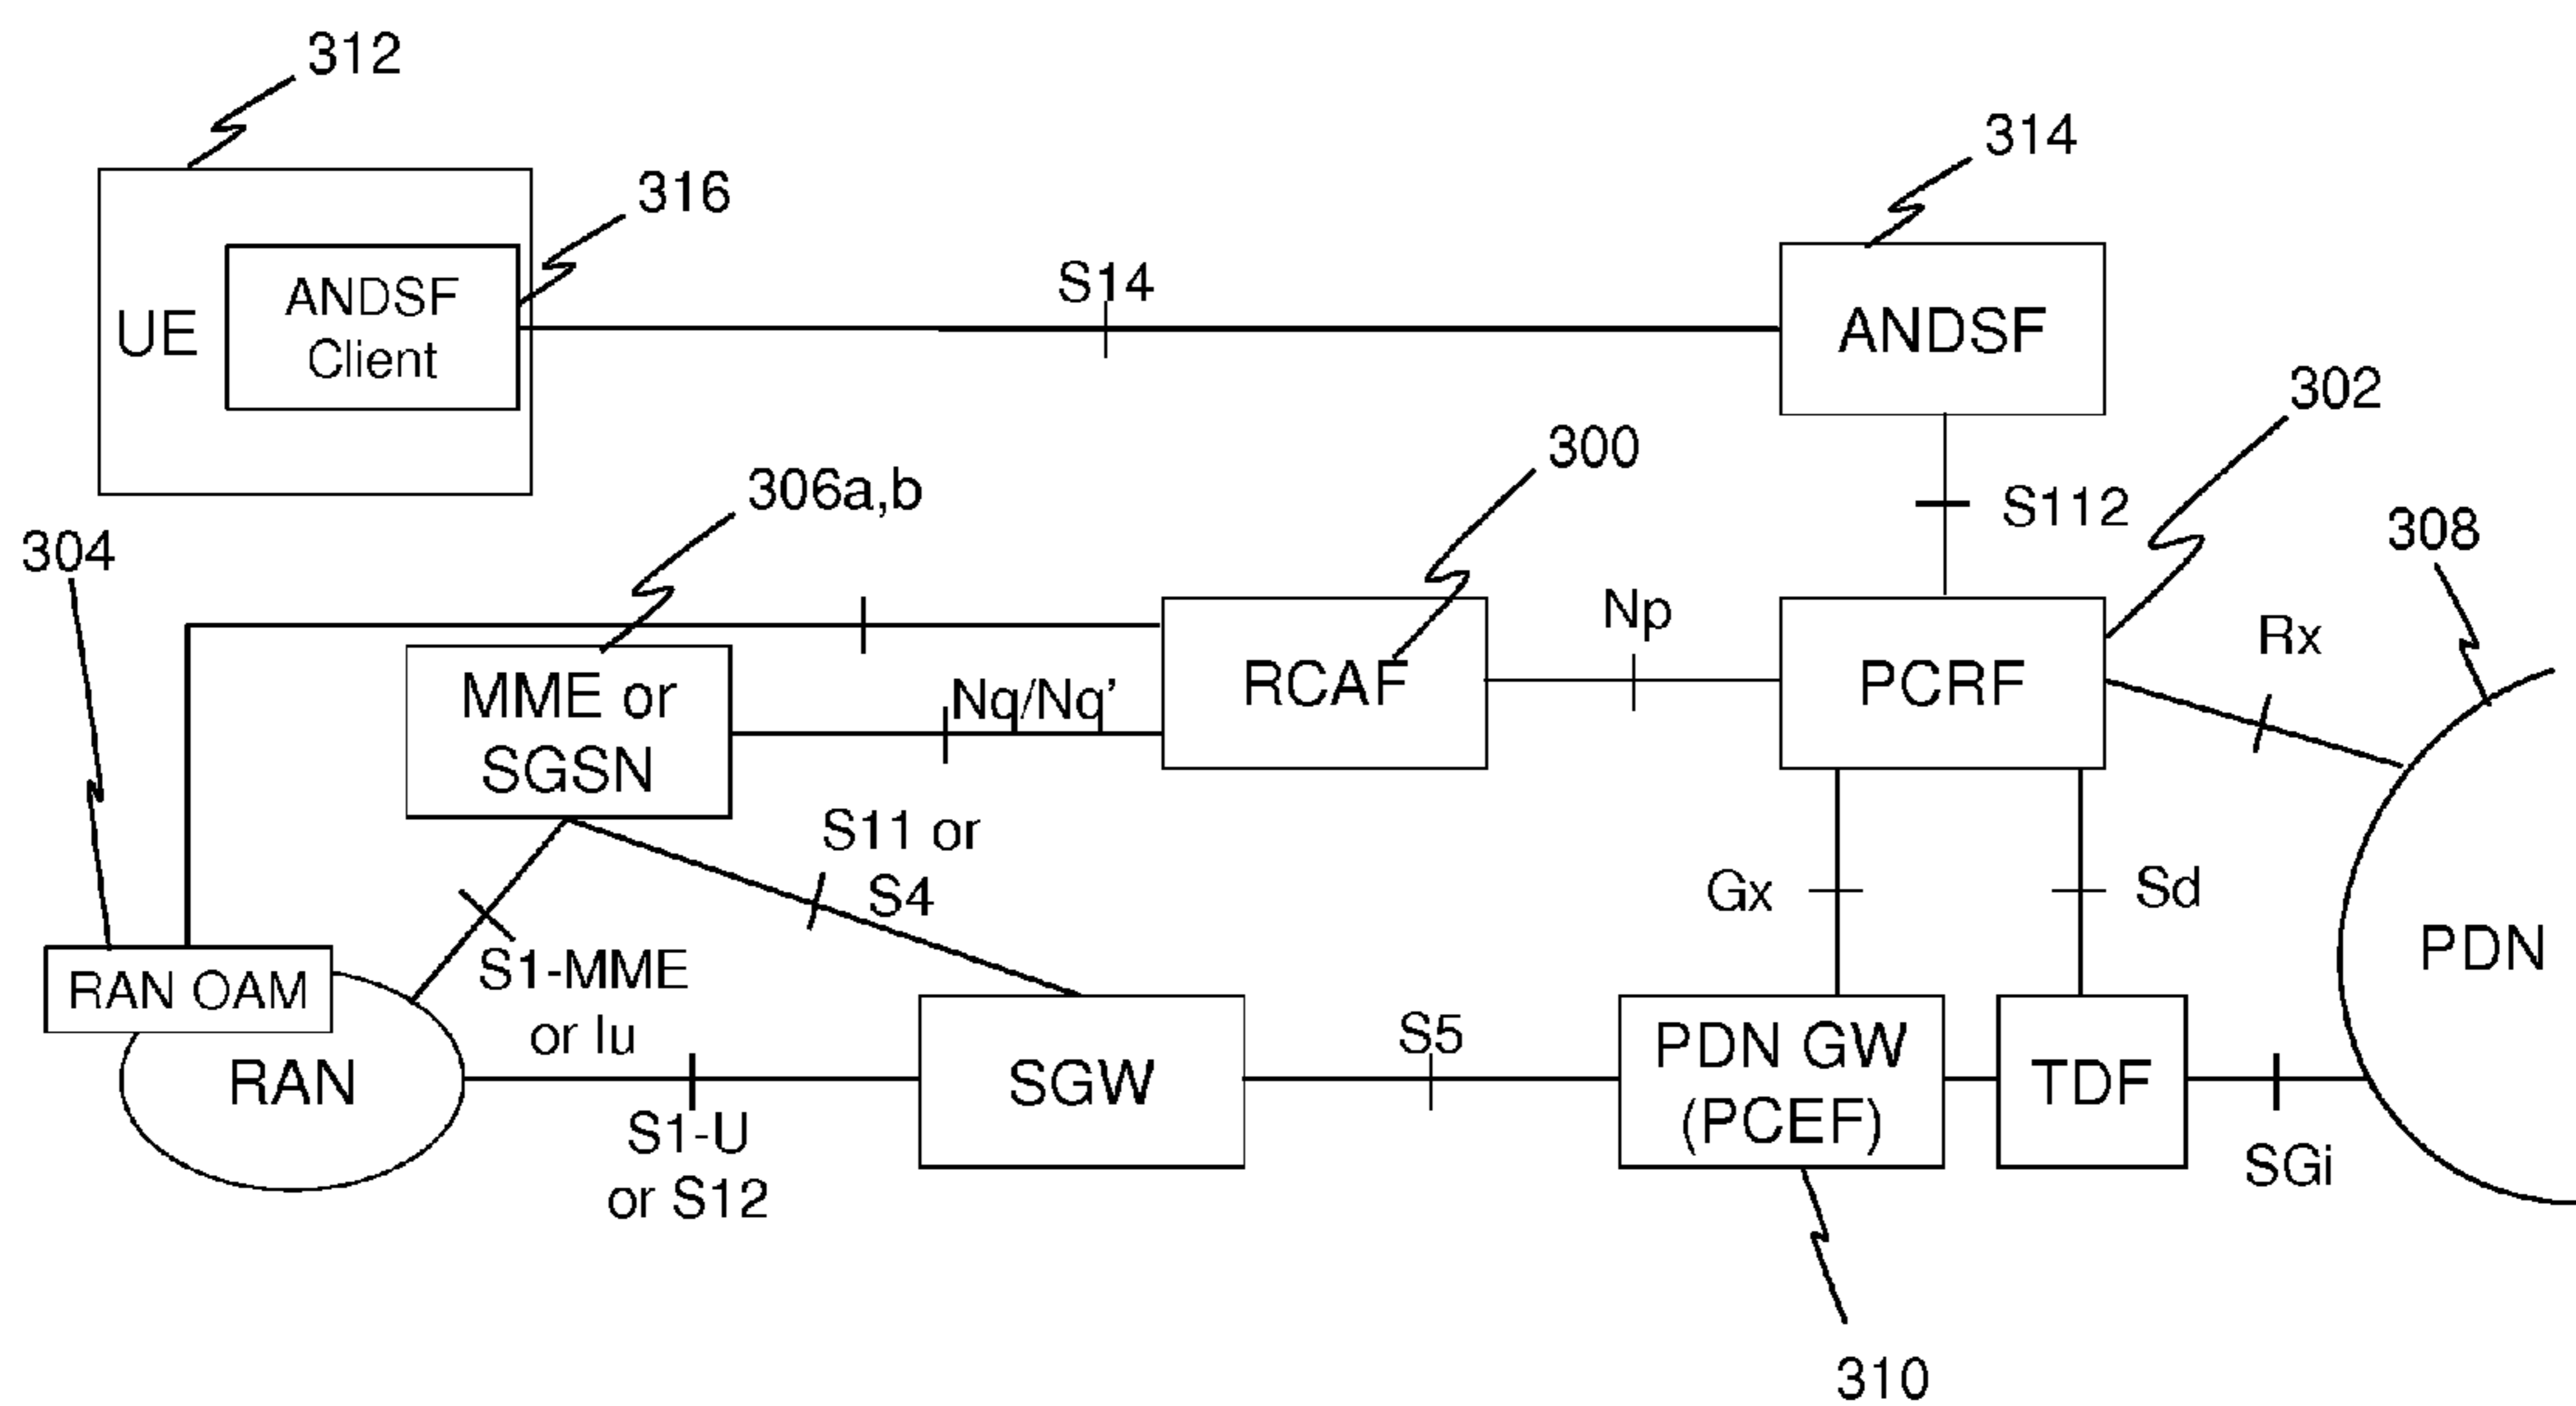 312
314
316
ANDSF
Client
UE
S14
ANDSF
302
300
306a,b
S112
308
304
Np
Rx
MME or
SGSN
Nq/Nq’
RCAF
PCRF
S11 or
S4
Gx
Sd
PDN
S1-MME
or Iu
RAN OAM
RAN
S1-U
or S12
SGW
S5
PDN GW
(PCEF)
TDF
SGi
310